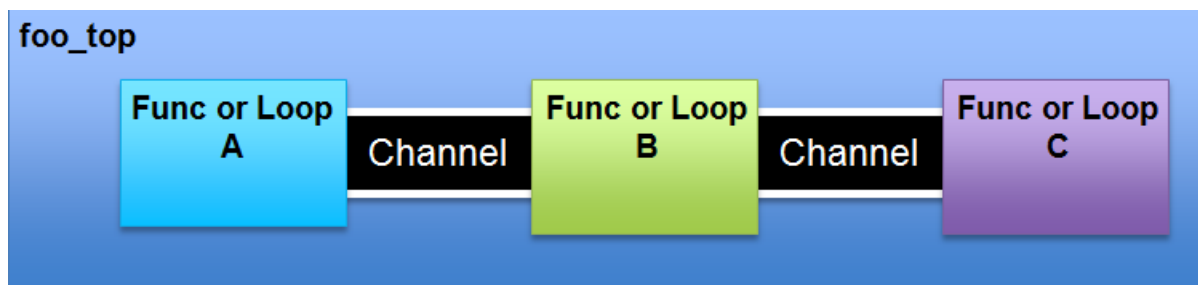 foo_top
Func or Loop
A
Channel
Func or Loop
B
Channel
Func or Loop
C